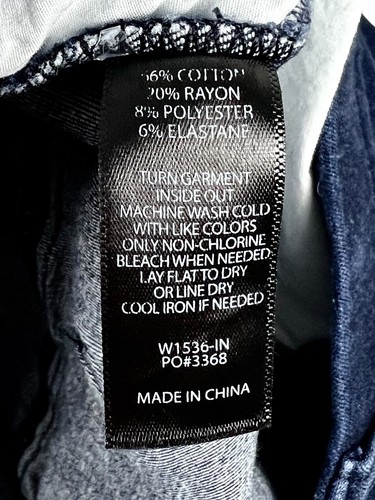 66% COTTON
20% RAYON
8% POLYESTER
6% ELASTANE
TURN GARMENT
INSIDE OUT
MACHINE WASH COLD
WITH LIKE COLORS
ONLY NON-CHLORINE
BLEACH WHEN NEEDED
LAY FLAT TO DRY
OR LINE DRY
COOL IRON IF NEEDED
W1536-IN
PO#3368
MADE IN CHINA